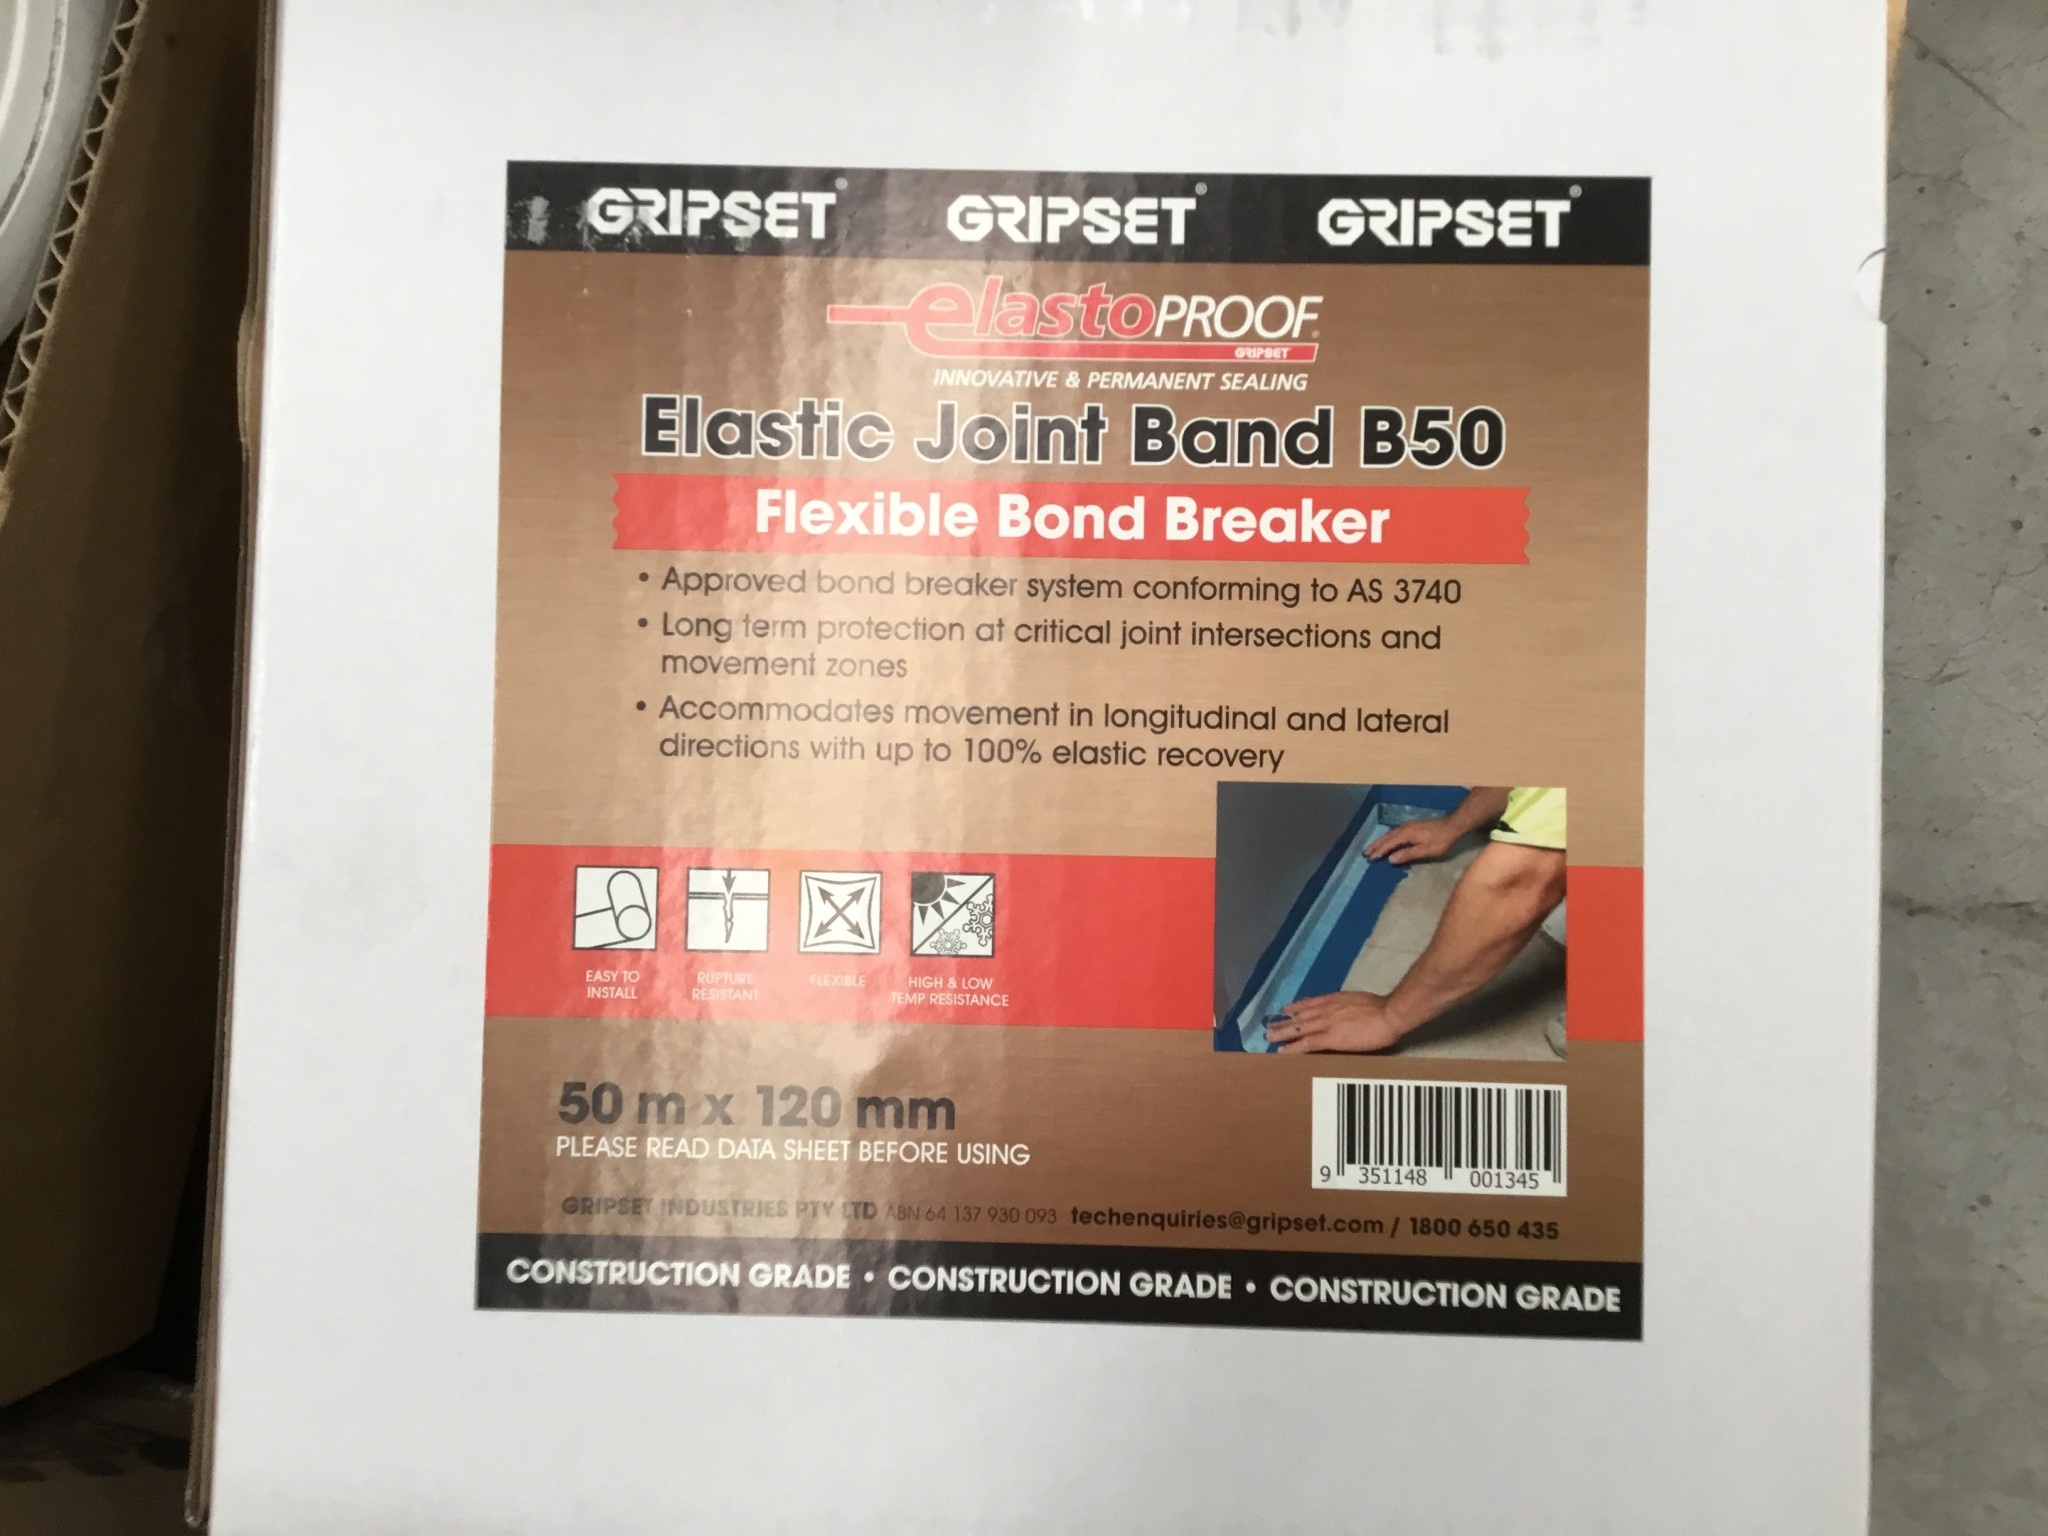 GRIPSET® GRIPSET® GRIPSET®
elastoPROOF®
GRIPSET
INNOVATIVE & PERMANENT SEALING
Elastic Joint Band B50
Flexible Bond Breaker
• Approved bond breaker system conforming to AS 3740
• Long term protection at critical joint intersections and
movement zones
• Accommodates movement in longitudinal and lateral
directions with up to 100% elastic recovery
EASY TO
INSTALL
RUPTURE
RESISTANT
FLEXIBLE
HIGH & LOW
TEMP RESISTANCE
50 m x 120 mm
PLEASE READ DATA SHEET BEFORE USING
9 351148 001345
GRIPSET INDUSTRIES PTY LTD ABN 64 137 930 093 techenquiries@gripset.com / 1800 650 435
CONSTRUCTION GRADE • CONSTRUCTION GRADE • CONSTRUCTION GRADE